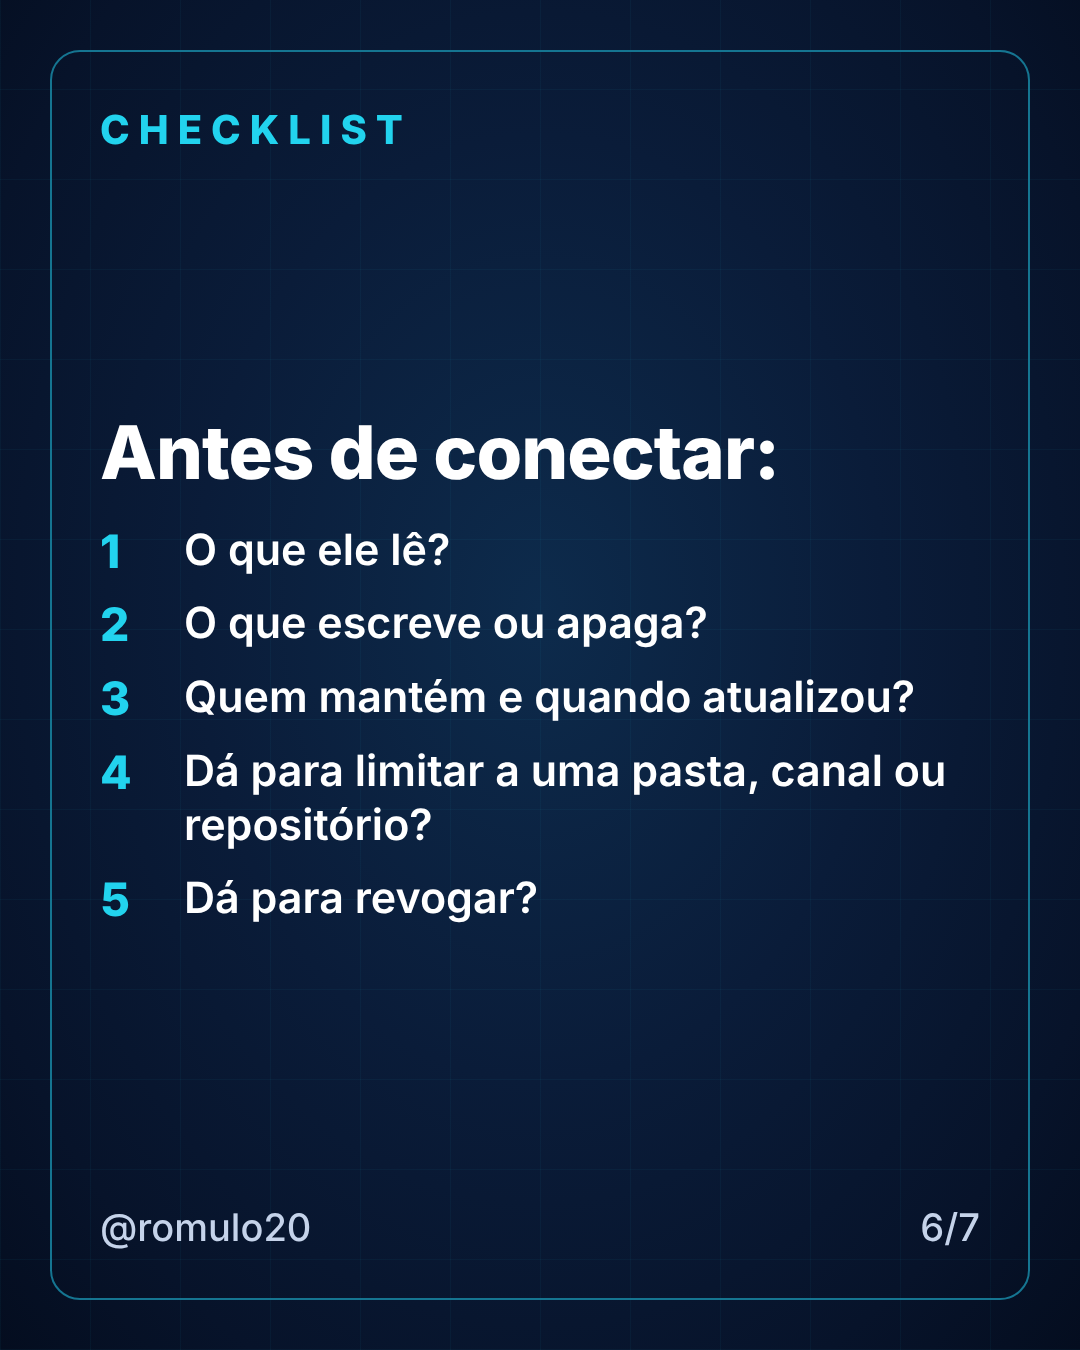 CHECKLIST
Antes de conectar:
1 O que ele lê?
2 O que escreve ou apaga?
3 Quem mantém e quando atualizou?
4 Dá para limitar a uma pasta, canal ou
repositório?
5 Dá para revogar?
@romulo20 6/7